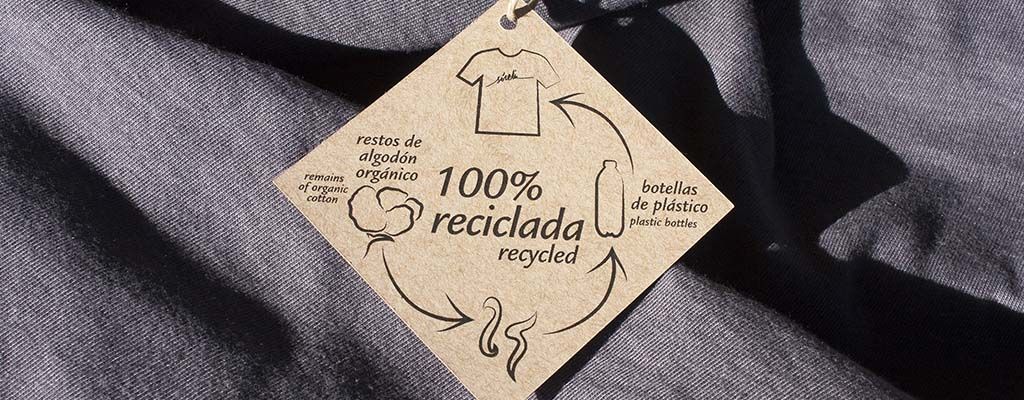 restos de
algodón
orgánico
remains
of organic
cotton
100%
reciclada
recycled
botellas
de plástico
plastic bottles